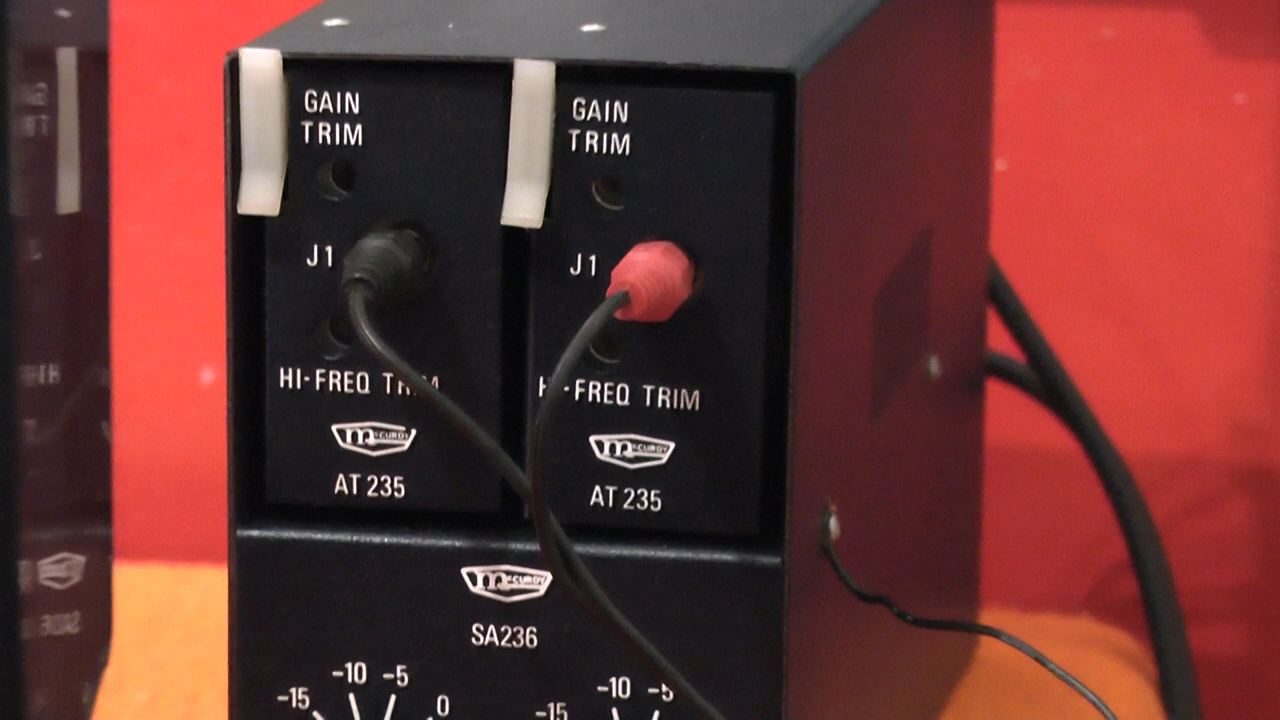 GAIN
TRIM
J1
HI-FREQ TRIM
McCURDY
AT 235
GAIN
TRIM
J1
HI-FREQ TRIM
McCURDY
AT 235
McCURDY
SA236
-15 -10 -5 0
-15 -10 -5